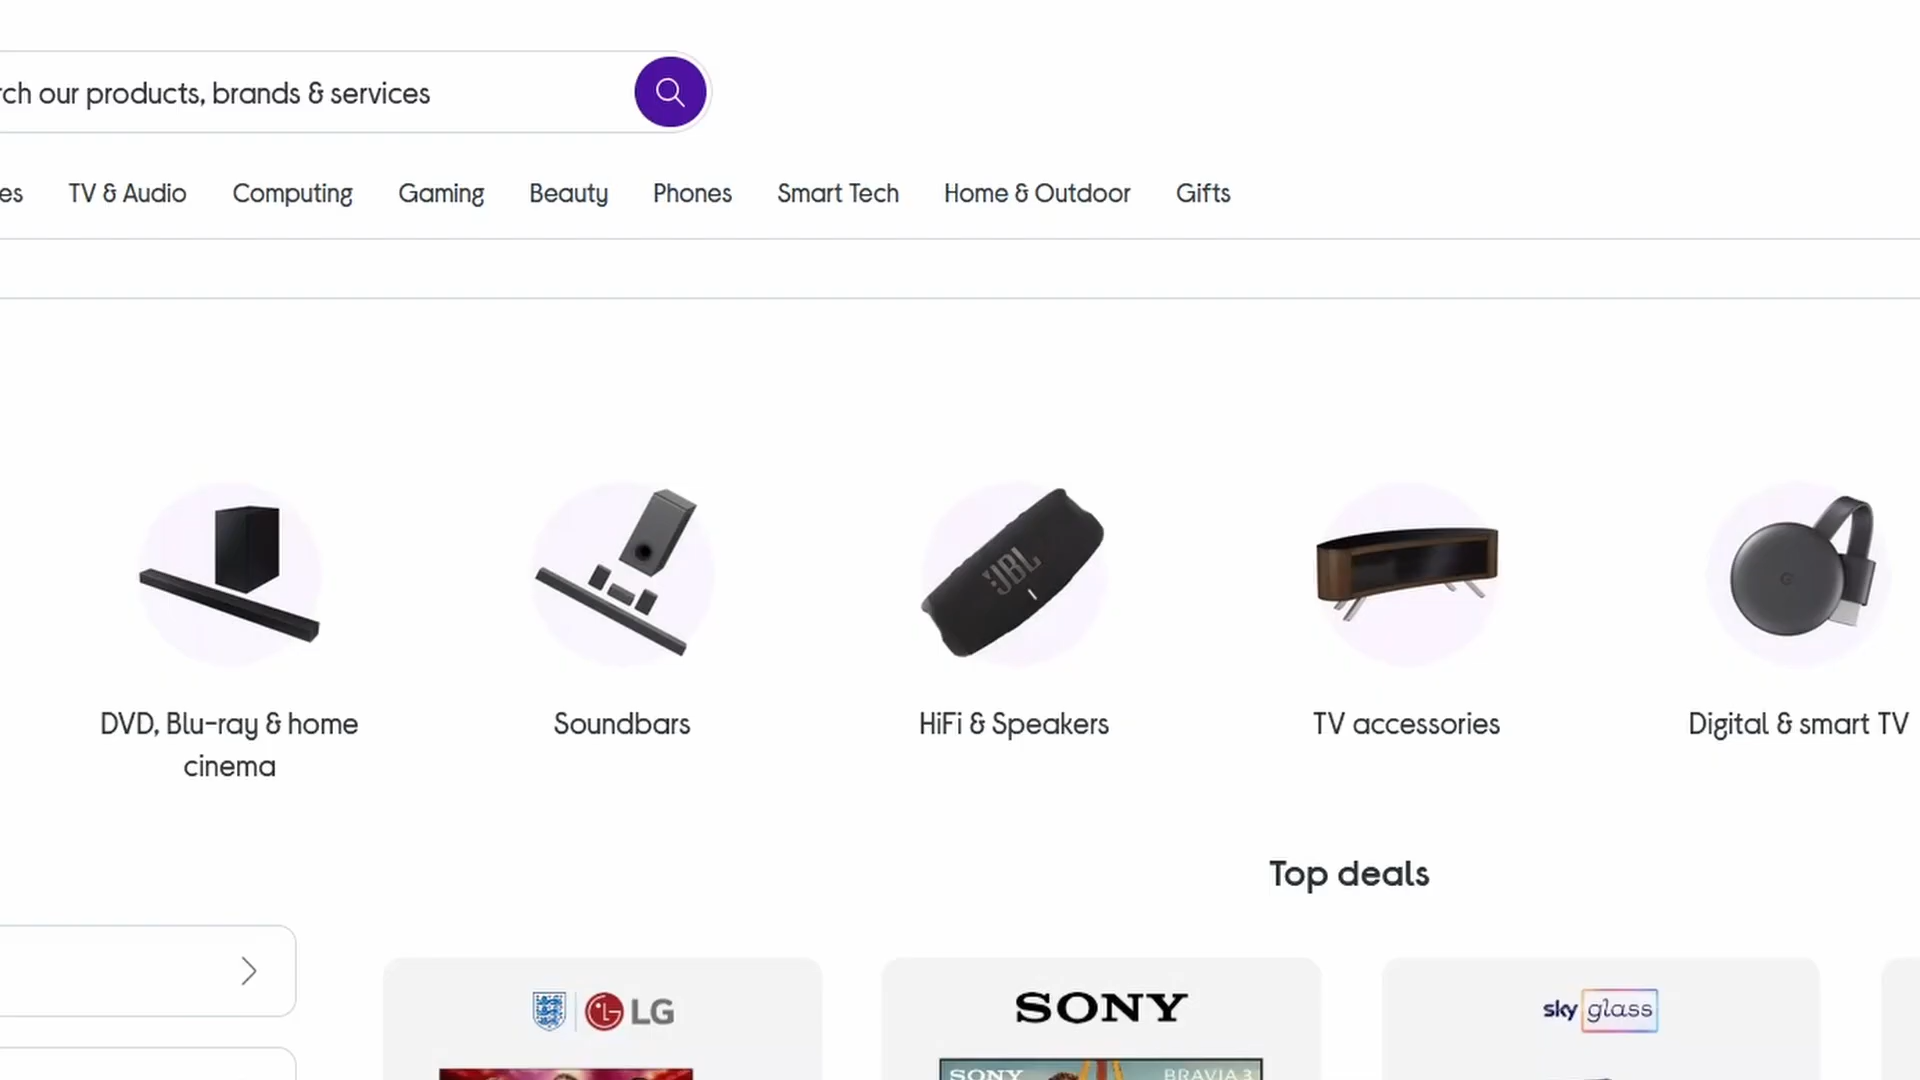 rch our products, brands & services
es TV & Audio Computing Gaming Beauty Phones Smart Tech Home & Outdoor Gifts
JBL
G
DVD, Blu-ray & home
cinema
Soundbars
HiFi & Speakers
TV accessories
Digital & smart TV
Top deals
LG
SONY
sky glass
SONY
BRAVIA 3